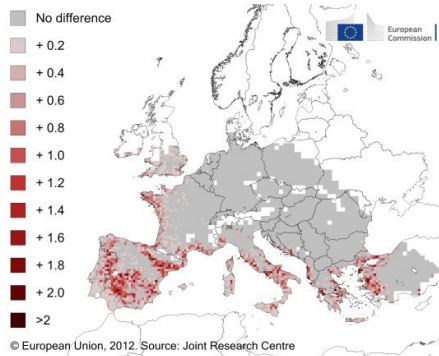 No difference
+ 0.2
+ 0.4
+ 0.6
+ 0.8
+ 1.0
+ 1.2
+ 1.4
+ 1.6
+ 1.8
+ 2.0
>2
European
Commission
© European Union, 2012. Source: Joint Research Centre